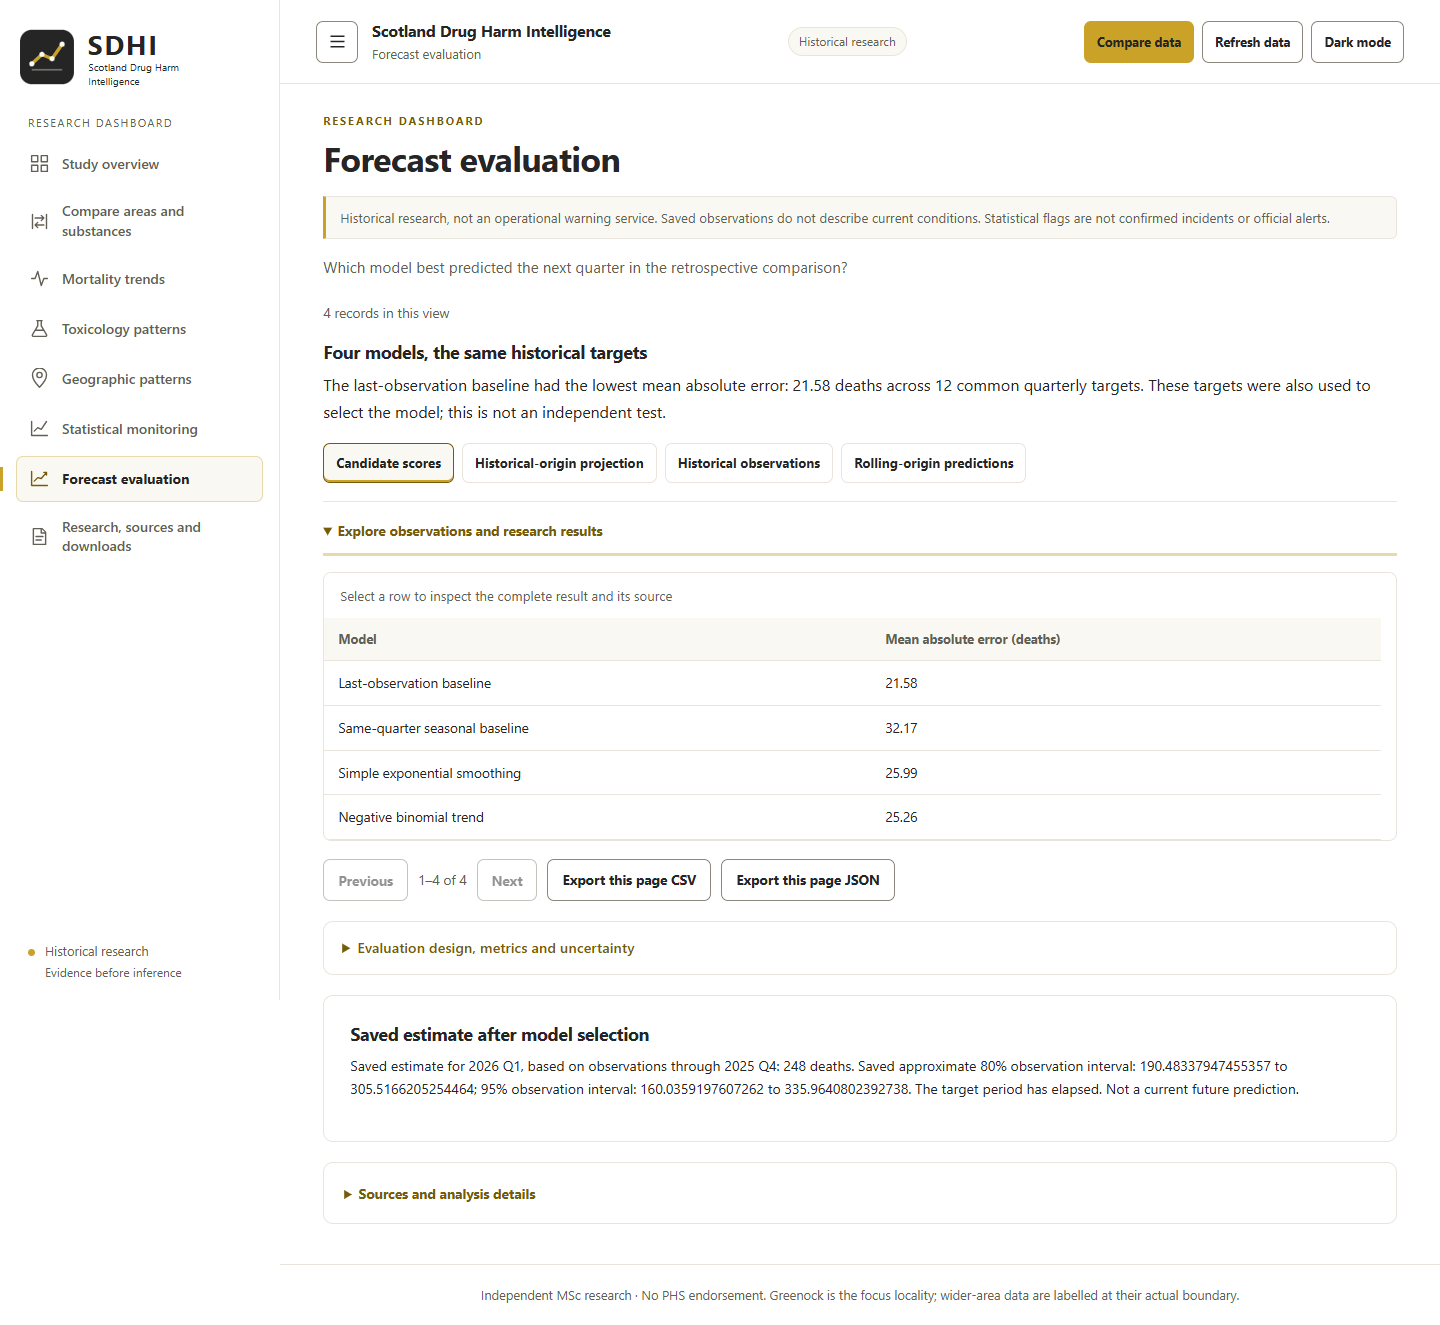 SDHI
Scotland Drug Harm
Intelligence
RESEARCH DASHBOARD
Study overview
Compare areas and
substances
Mortality trends
Toxicology patterns
Geographic patterns
Statistical monitoring
Forecast evaluation
Research, sources and
downloads
Historical research
Evidence before inference
Scotland Drug Harm Intelligence
Forecast evaluation
Historical research
Compare data
Refresh data
Dark mode
RESEARCH DASHBOARD
Forecast evaluation
Historical research, not an operational warning service. Saved observations do not describe current conditions. Statistical flags are not confirmed incidents or official alerts.
Which model best predicted the next quarter in the retrospective comparison?
4 records in this view
Four models, the same historical targets
The last-observation baseline had the lowest mean absolute error: 21.58 deaths across 12 common quarterly targets. These targets were also used to
select the model; this is not an independent test.
Candidate scores
Historical-origin projection
Historical observations
Rolling-origin predictions
▼ Explore observations and research results
Select a row to inspect the complete result and its source
Model Mean absolute error (deaths)
Last-observation baseline 21.58
Same-quarter seasonal baseline 32.17
Simple exponential smoothing 25.99
Negative binomial trend 25.26
Previous
1–4 of 4
Next
Export this page CSV
Export this page JSON
▶ Evaluation design, metrics and uncertainty
Saved estimate after model selection
Saved estimate for 2026 Q1, based on observations through 2025 Q4: 248 deaths. Saved approximate 80% observation interval: 190.48337947455357 to
305.5166205254464; 95% observation interval: 160.0359197607262 to 335.9640802392738. The target period has elapsed. Not a current future prediction.
▶ Sources and analysis details
Independent MSc research · No PHS endorsement. Greenock is the focus locality; wider-area data are labelled at their actual boundary.